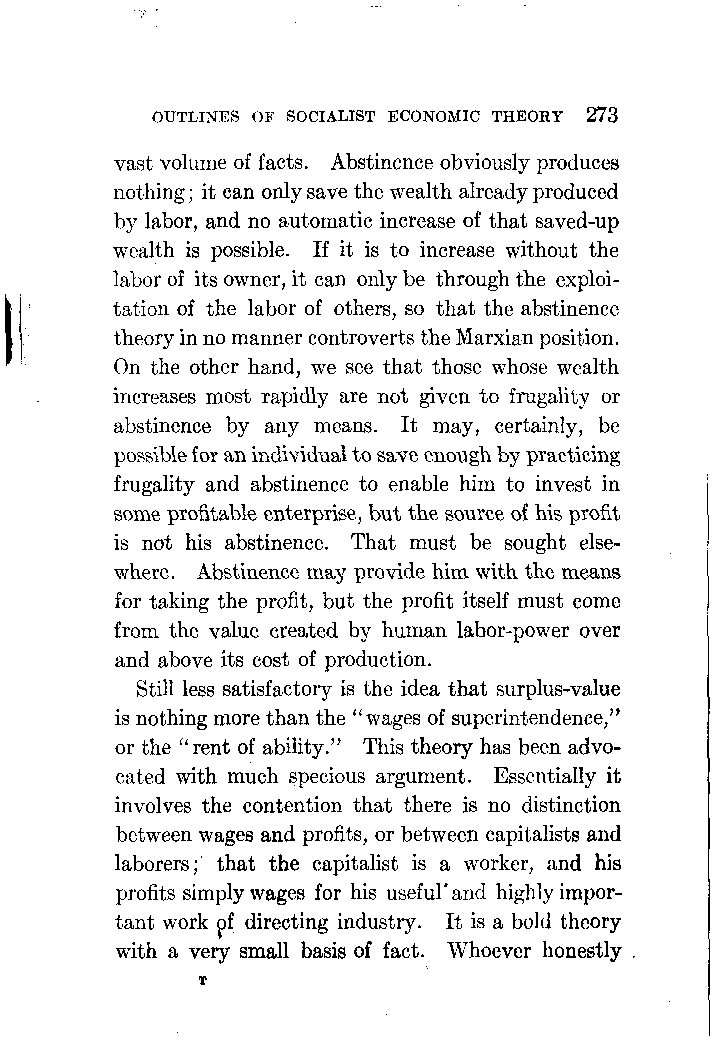 OUTLINES OF SOCIALIST ECONOMIC THEORY 273
vast volume of facts. Abstinence obviously produces
nothing; it can only save the wealth already produced
by labor, and no automatic increase of that saved-up
wealth is possible. If it is to increase without the
labor of its owner, it can only be through the exploi-
tation of the labor of others, so that the abstinence
theory in no manner controverts the Marxian position.
On the other hand, we see that those whose wealth
increases most rapidly are not given to frugality or
abstinence by any means. It may, certainly, be
possible for an individual to save enough by practicing
frugality and abstinence to enable him to invest in
some profitable enterprise, but the source of his profit
is not his abstinence. That must be sought else-
where. Abstinence may provide him with the means
for taking the profit, but the profit itself must come
from the value created by human labor-power over
and above its cost of production.
Still less satisfactory is the idea that surplus-value
is nothing more than the "wages of superintendence,"
or the "rent of ability." This theory has been advo-
cated with much specious argument. Essentially it
involves the contention that there is no distinction
between wages and profits, or between capitalists and
laborers; that the capitalist is a worker, and his
profits simply wages for his useful and highly impor-
tant work of directing industry. It is a bold theory
with a very small basis of fact. Whoever honestly
T